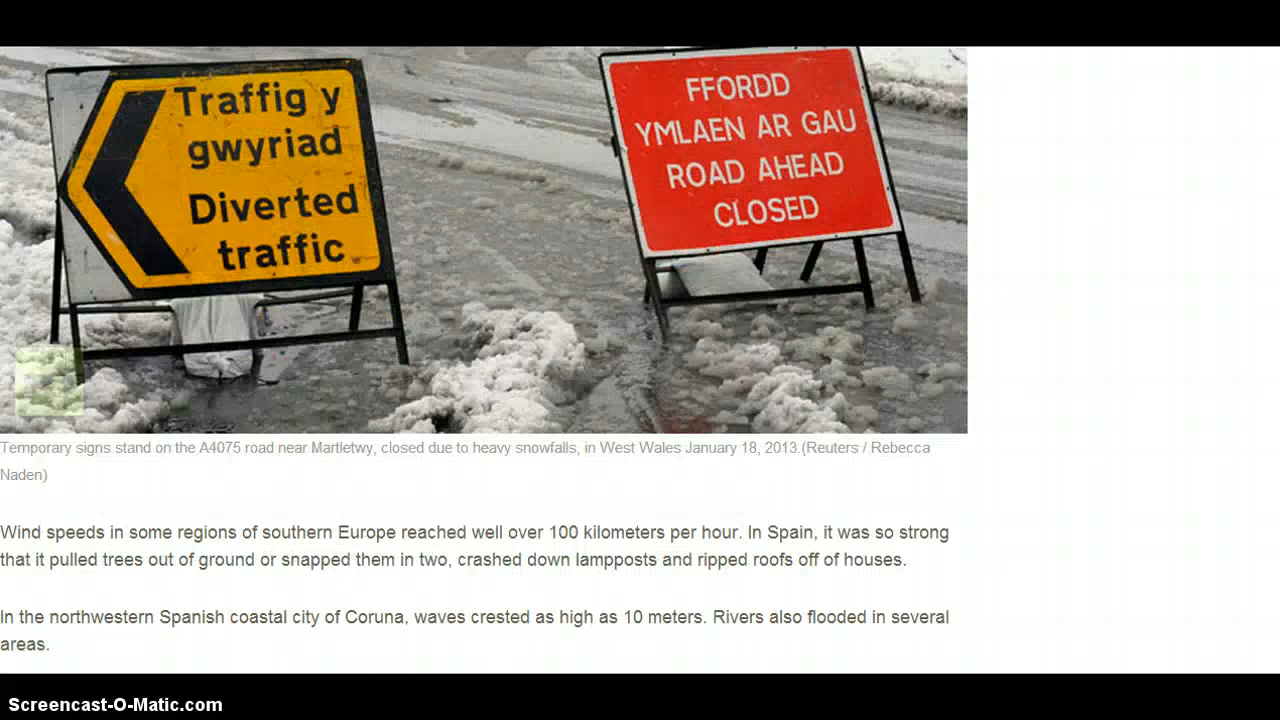 Traffig y
gwyriad
Diverted
traffic
FFORDD
YMLAEN AR GAU
ROAD AHEAD
CLOSED
Temporary signs stand on the A4075 road near Martletwy, closed due to heavy snowfalls, in West Wales January 18, 2013.(Reuters / Rebecca
Naden)
Wind speeds in some regions of southern Europe reached well over 100 kilometers per hour. In Spain, it was so strong
that it pulled trees out of ground or snapped them in two, crashed down lampposts and ripped roofs off of houses.
In the northwestern Spanish coastal city of Coruna, waves crested as high as 10 meters. Rivers also flooded in several
areas.
Screencast-O-Matic.com